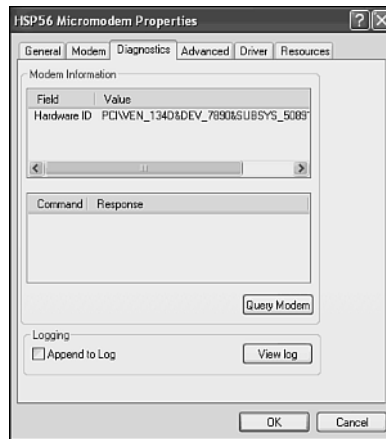 HSP56 Micromodem Properties
General Modem Diagnostics Advanced Driver Resources
Modem Information
Field Value
Hardware ID PCI\VEN_134D&DEV_7890&SUBSYS_5089
Command Response
Query Modem
Logging
Append to Log View log
OK Cancel